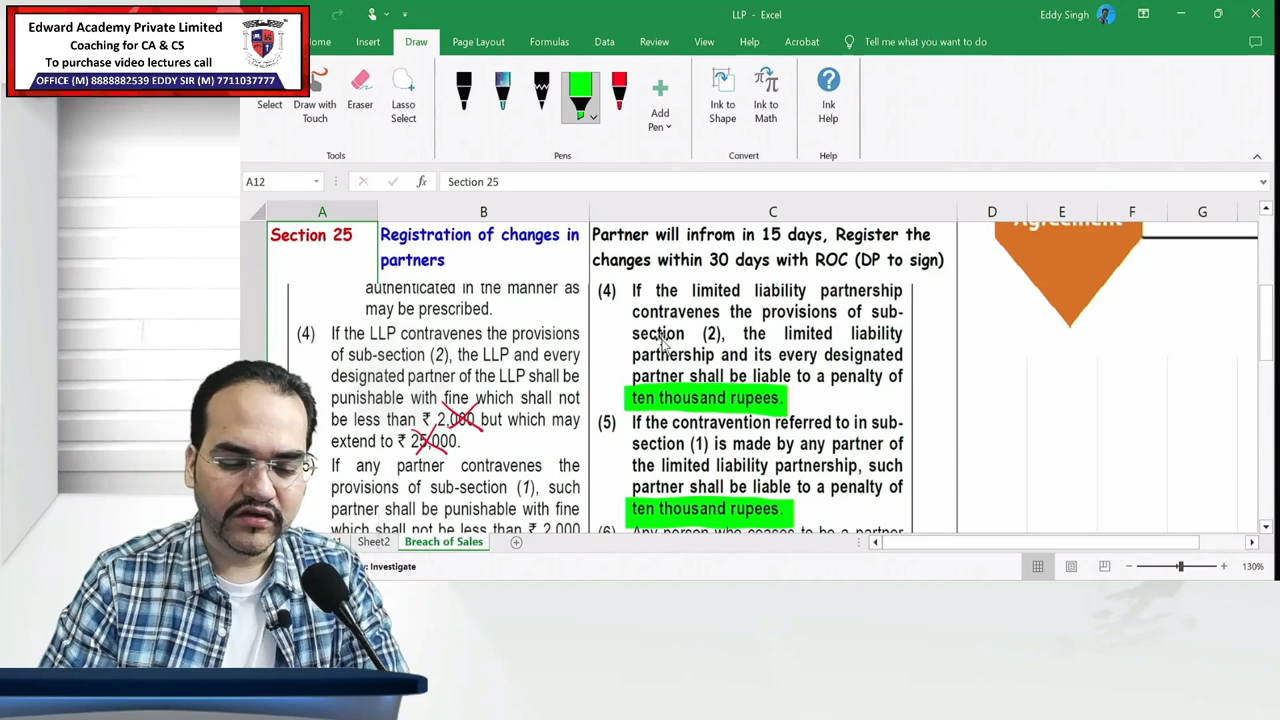 Edward Academy Private Limited
Coaching for CA & CS
To purchase video lectures call
OFFICE (M) 8888882539 EDDY SIR (M) 7711037777
LLP - Excel
Eddy Singh
Home Insert Draw Page Layout Formulas Data Review View Help Acrobat Tell me what you want to do
Select
Draw with
Touch
Eraser
Lasso
Select
Add
Pen
Ink to
Shape
Ink to
Math
Ink
Help
Tools Pens Convert Help
A12 fx Section 25
A B C D E F G
Section 25
Registration of changes in
partners
Partner will infrom in 15 days, Register the
changes within 30 days with ROC (DP to sign)
Agreement
authenticated in the manner as
may be prescribed.
(4) If the LLP contravenes the provisions
of sub-section (2), the LLP and every
designated partner of the LLP shall be
punishable with fine which shall not
be less than ₹ 2,000 but which may
extend to ₹ 25,000.
If any partner contravenes the
provisions of sub-section (1), such
partner shall be punishable with fine
which shall not be less than ₹ 2,000
(4) If the limited liability partnership
contravenes the provisions of sub-
section (2), the limited liability
partnership and its every designated
partner shall be liable to a penalty of
ten thousand rupees.
(5) If the contravention referred to in sub-
section (1) is made by any partner of
the limited liability partnership, such
partner shall be liable to a penalty of
ten thousand rupees.
(6) Any person who ceases to be a partner
Sheet2 Breach of Sales
Investigate
130%